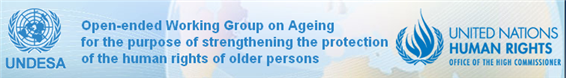 UNDESA
Open-ended Working Group on Ageing
for the purpose of strengthening the protection
of the human rights of older persons
UNITED NATIONS
HUMAN RIGHTS
OFFICE OF THE HIGH COMMISSIONER